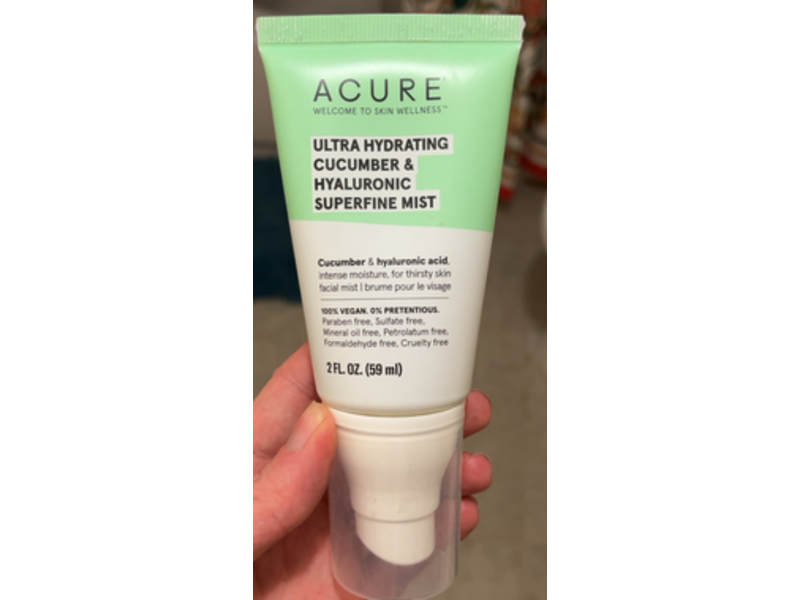 ACURE
WELCOME TO SKIN WELLNESS™
ULTRA HYDRATING
CUCUMBER &
HYALURONIC
SUPERFINE MIST
Cucumber & hyaluronic acid,
intense moisture, for thirsty skin
facial mist | brume pour le visage
100% VEGAN. 0% PRETENTIOUS.
Paraben free, Sulfate free,
Mineral oil free, Petrolatum free,
Formaldehyde free, Cruelty free
2 FL. OZ. (59 ml)